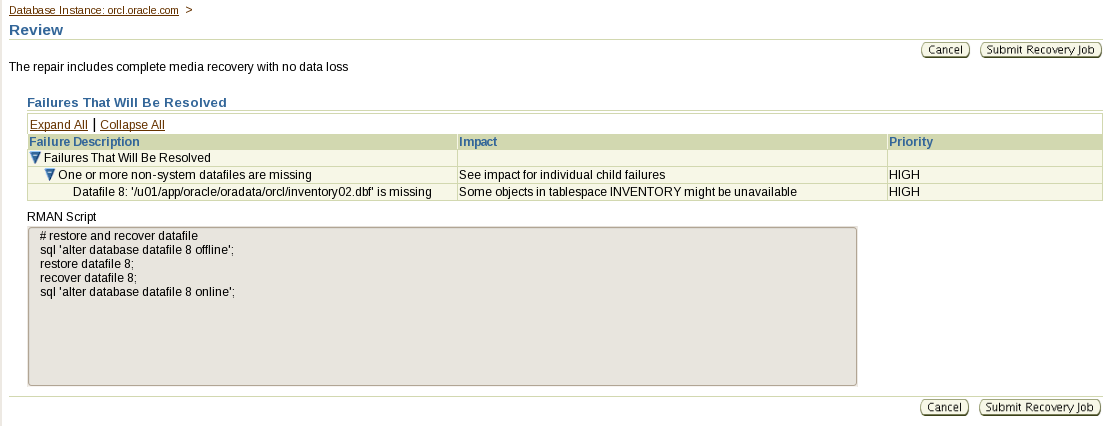 Database Instance: orcl.oracle.com >
Review
Cancel Submit Recovery Job
The repair includes complete media recovery with no data loss
Failures That Will Be Resolved
Expand All | Collapse All
Failure Description Impact Priority
Failures That Will Be Resolved
One or more non-system datafiles are missing See impact for individual child failures HIGH
Datafile 8: '/u01/app/oracle/oradata/orcl/inventory02.dbf' is missing Some objects in tablespace INVENTORY might be unavailable HIGH
RMAN Script
# restore and recover datafile
sql 'alter database datafile 8 offline';
restore datafile 8;
recover datafile 8;
sql 'alter database datafile 8 online';
Cancel Submit Recovery Job